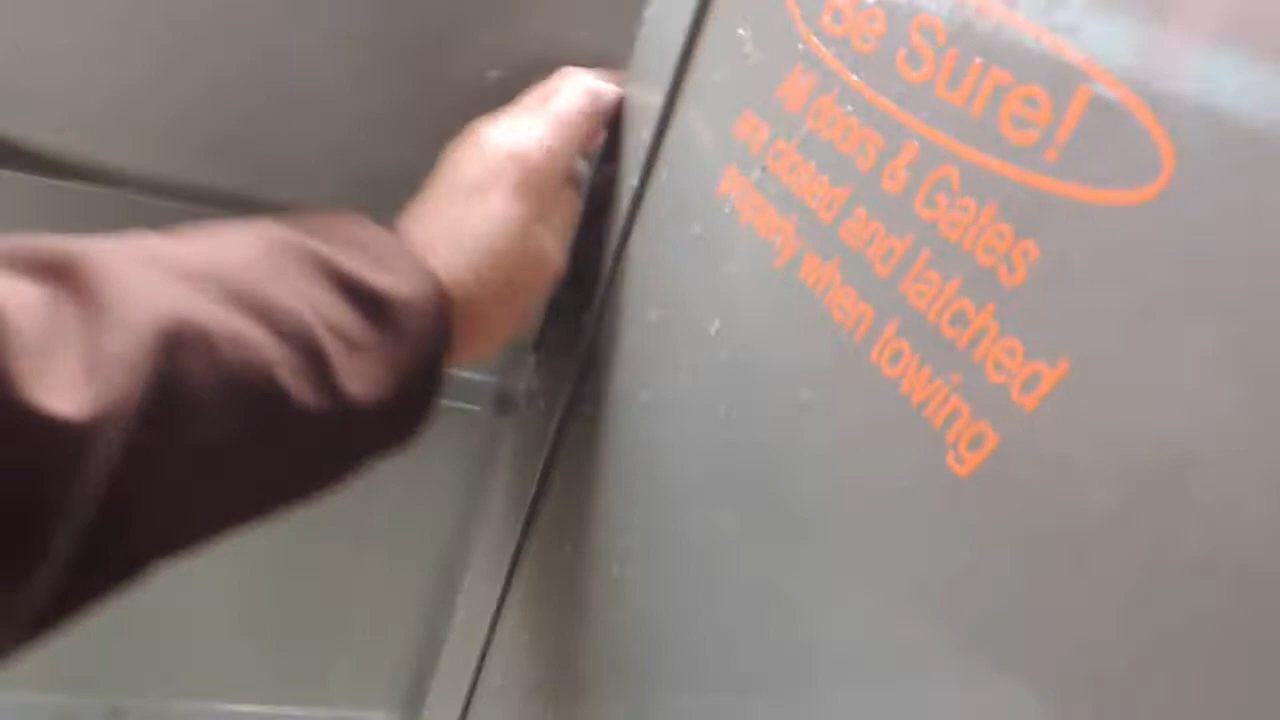 Be Sure!
All doors & Gates
are closed and latched
properly when towing